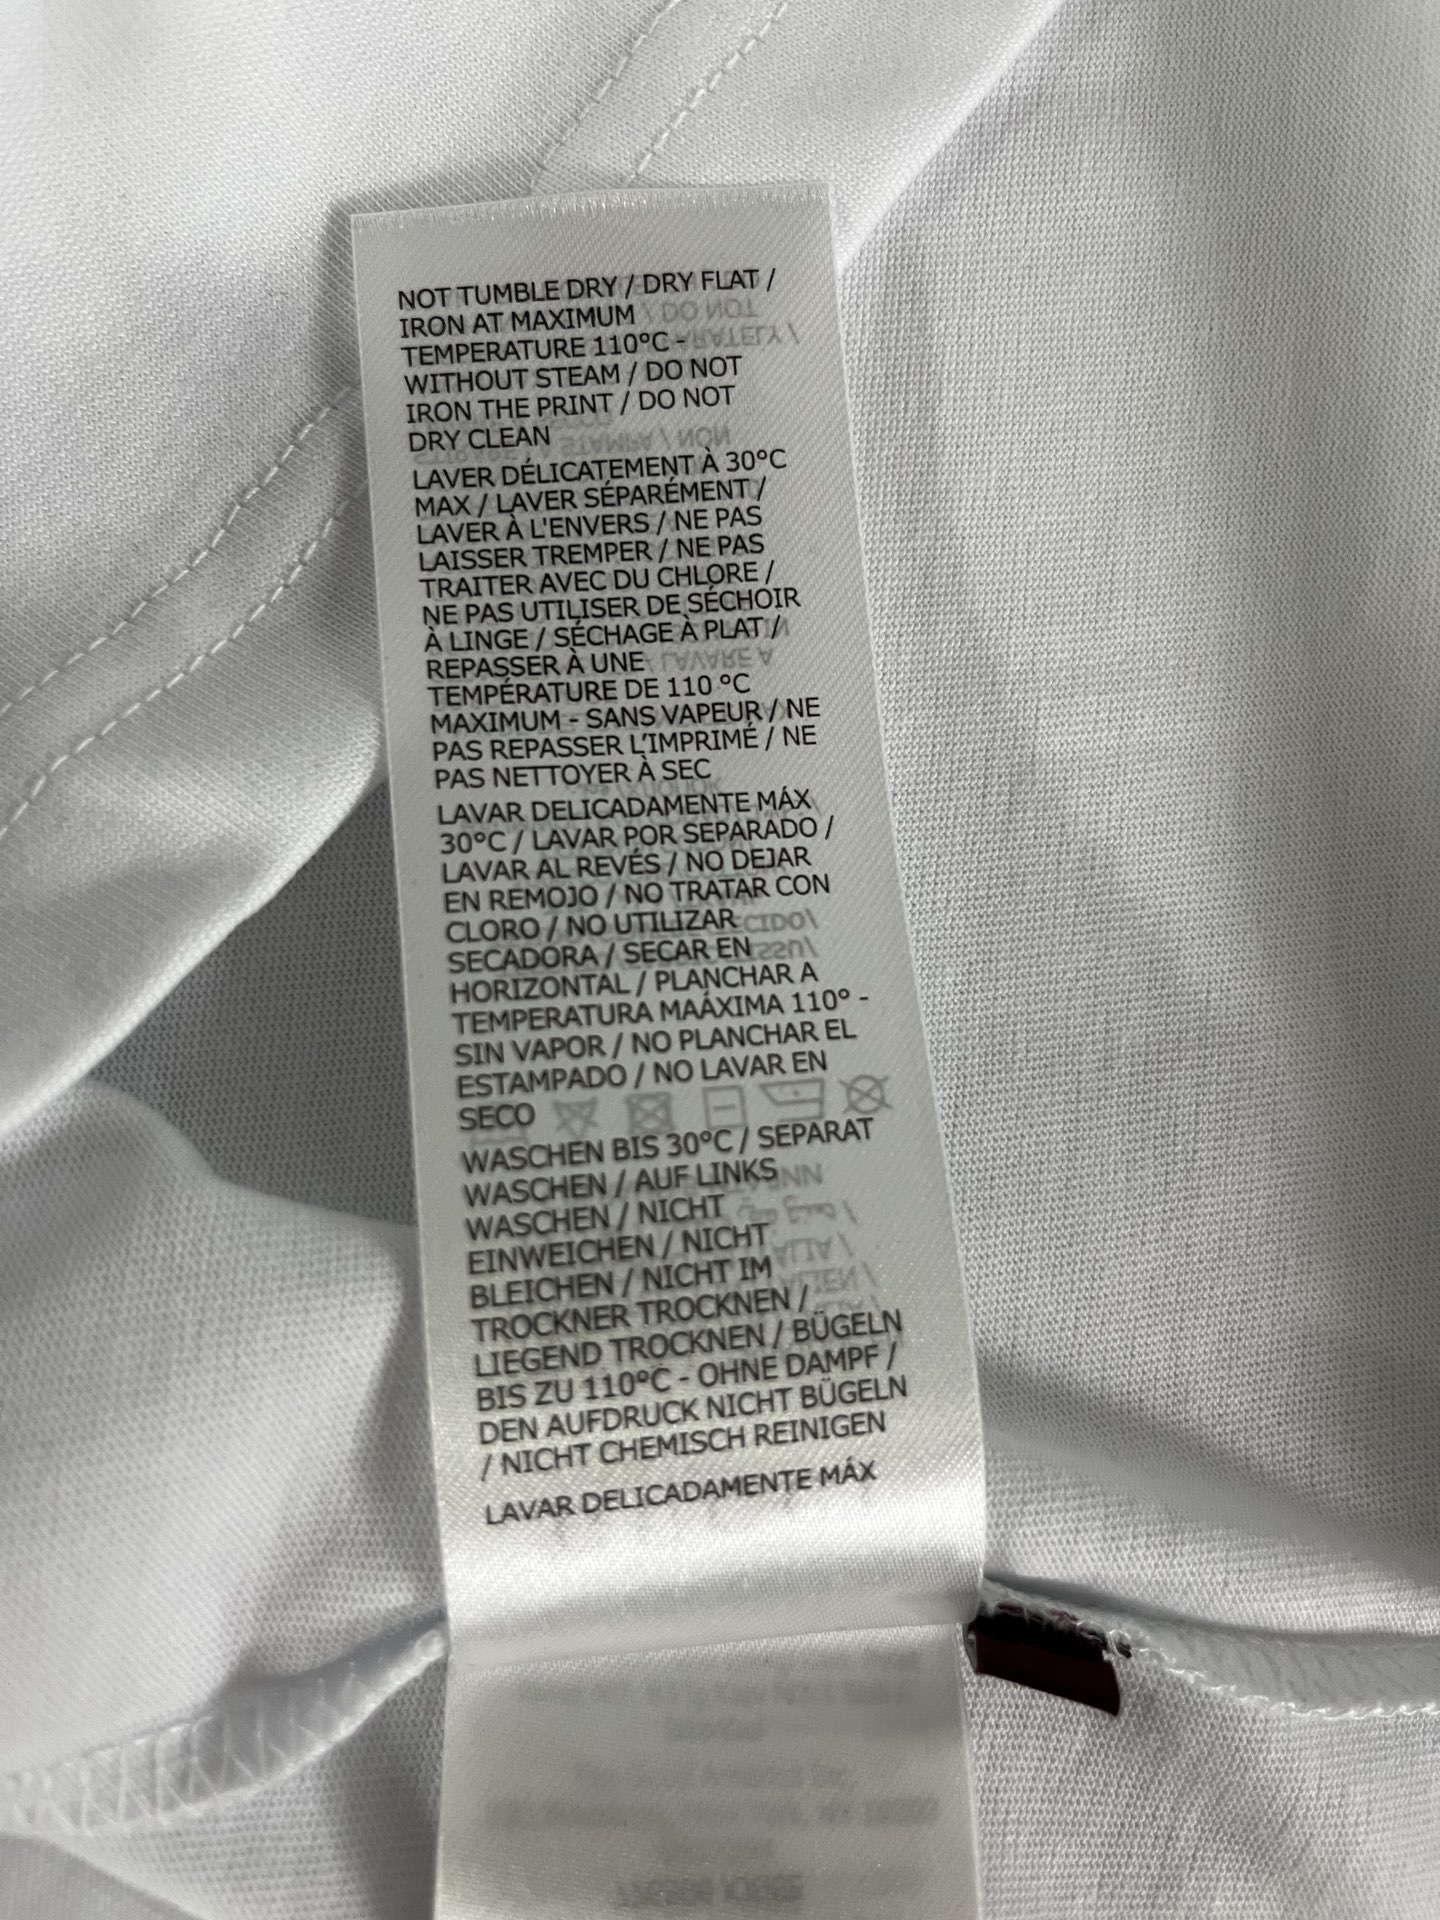 NOT TUMBLE DRY / DRY FLAT /
IRON AT MAXIMUM
TEMPERATURE 110°C -
WITHOUT STEAM / DO NOT
IRON THE PRINT / DO NOT
DRY CLEAN
LAVER DÉLICATEMENT À 30°C
MAX / LAVER SÉPARÉMENT /
LAVER À L'ENVERS / NE PAS
LAISSER TREMPER / NE PAS
TRAITER AVEC DU CHLORE /
NE PAS UTILISER DE SÉCHOIR
À LINGE / SÉCHAGE À PLAT /
REPASSER À UNE
TEMPÉRATURE DE 110 °C
MAXIMUM - SANS VAPEUR / NE
PAS REPASSER L’IMPRIMÉ / NE
PAS NETTOYER À SEC
LAVAR DELICADAMENTE MÁX
30°C / LAVAR POR SEPARADO /
LAVAR AL REVÉS / NO DEJAR
EN REMOJO / NO TRATAR CON
CLORO / NO UTILIZAR
SECADORA / SECAR EN
HORIZONTAL / PLANCHAR A
TEMPERATURA MAÁXIMA 110° -
SIN VAPOR / NO PLANCHAR EL
ESTAMPADO / NO LAVAR EN
SECO
WASCHEN BIS 30°C / SEPARAT
WASCHEN / AUF LINKS
WASCHEN / NICHT
EINWEICHEN / NICHT
BLEICHEN / NICHT IM
TROCKNER TROCKNEN /
LIEGEND TROCKNEN / BÜGELN
BIS ZU 110°C - OHNE DAMPF /
DEN AUFDRUCK NICHT BÜGELN
/ NICHT CHEMISCH REINIGEN
LAVAR DELICADAMENTE MÁX